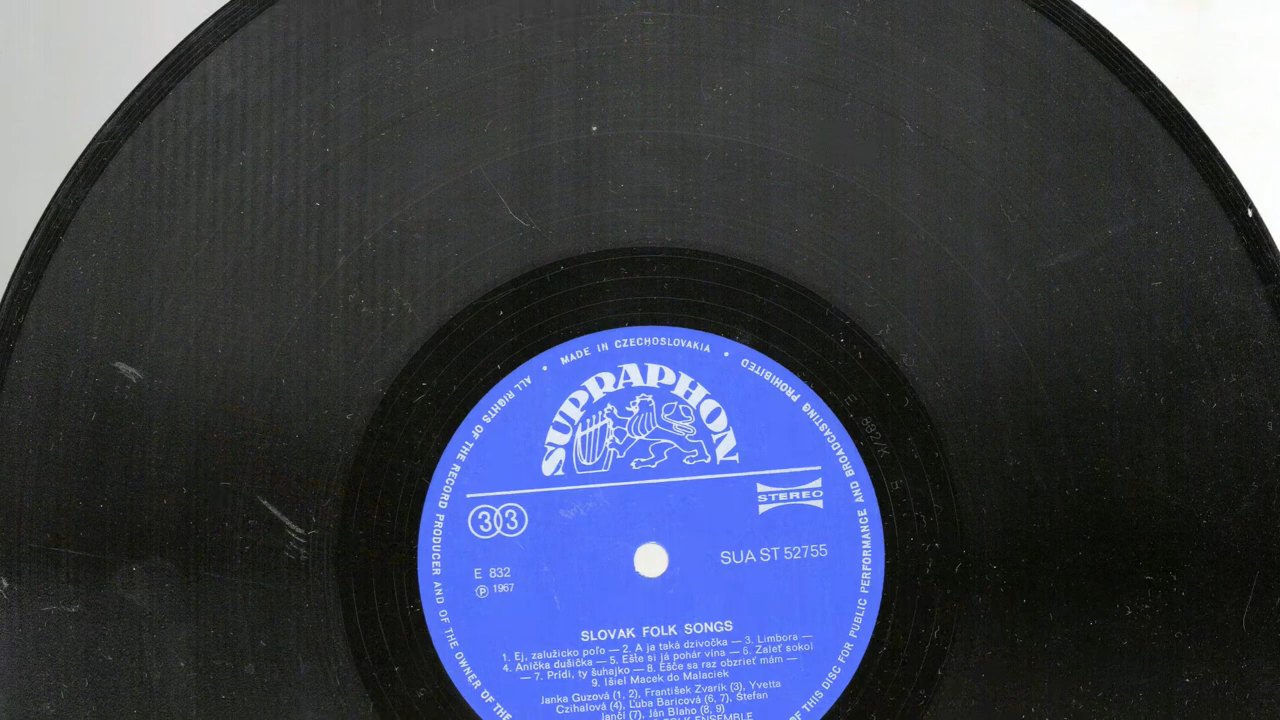 ALL RIGHTS OF THE RECORD PRODUCER AND OF THE OWNER OF THE
• MADE IN CZECHOSLOVAKIA •
OF THIS DISC FOR PUBLIC PERFORMANCE AND BROADCASTING PROHIBITED
SUPRAPHON
33
STEREO
SUA ST 52755
E 832
Ⓟ 1967
SLOVAK FOLK SONGS
1. Ej, zalužicko poľo — 2. A ja taká dzivočka — 3. Limbora —
4. Anička dušička — 5. Ešte si já pohár vína — 6. Zaleť sokol
— 7. Pridi, ty šuhajko — 8. Ešče sa raz obzrieť mám —
9. Išiel Macek do Malaciek
Janka Guzová (1, 2), František Zvarík (3), Yvetta
Czihalová (4), Ľuba Baricová (6, 7), Štefan
Jančí (7), Ján Blaho (8, 9)
FOLK ENSEMBLE
E 832/K